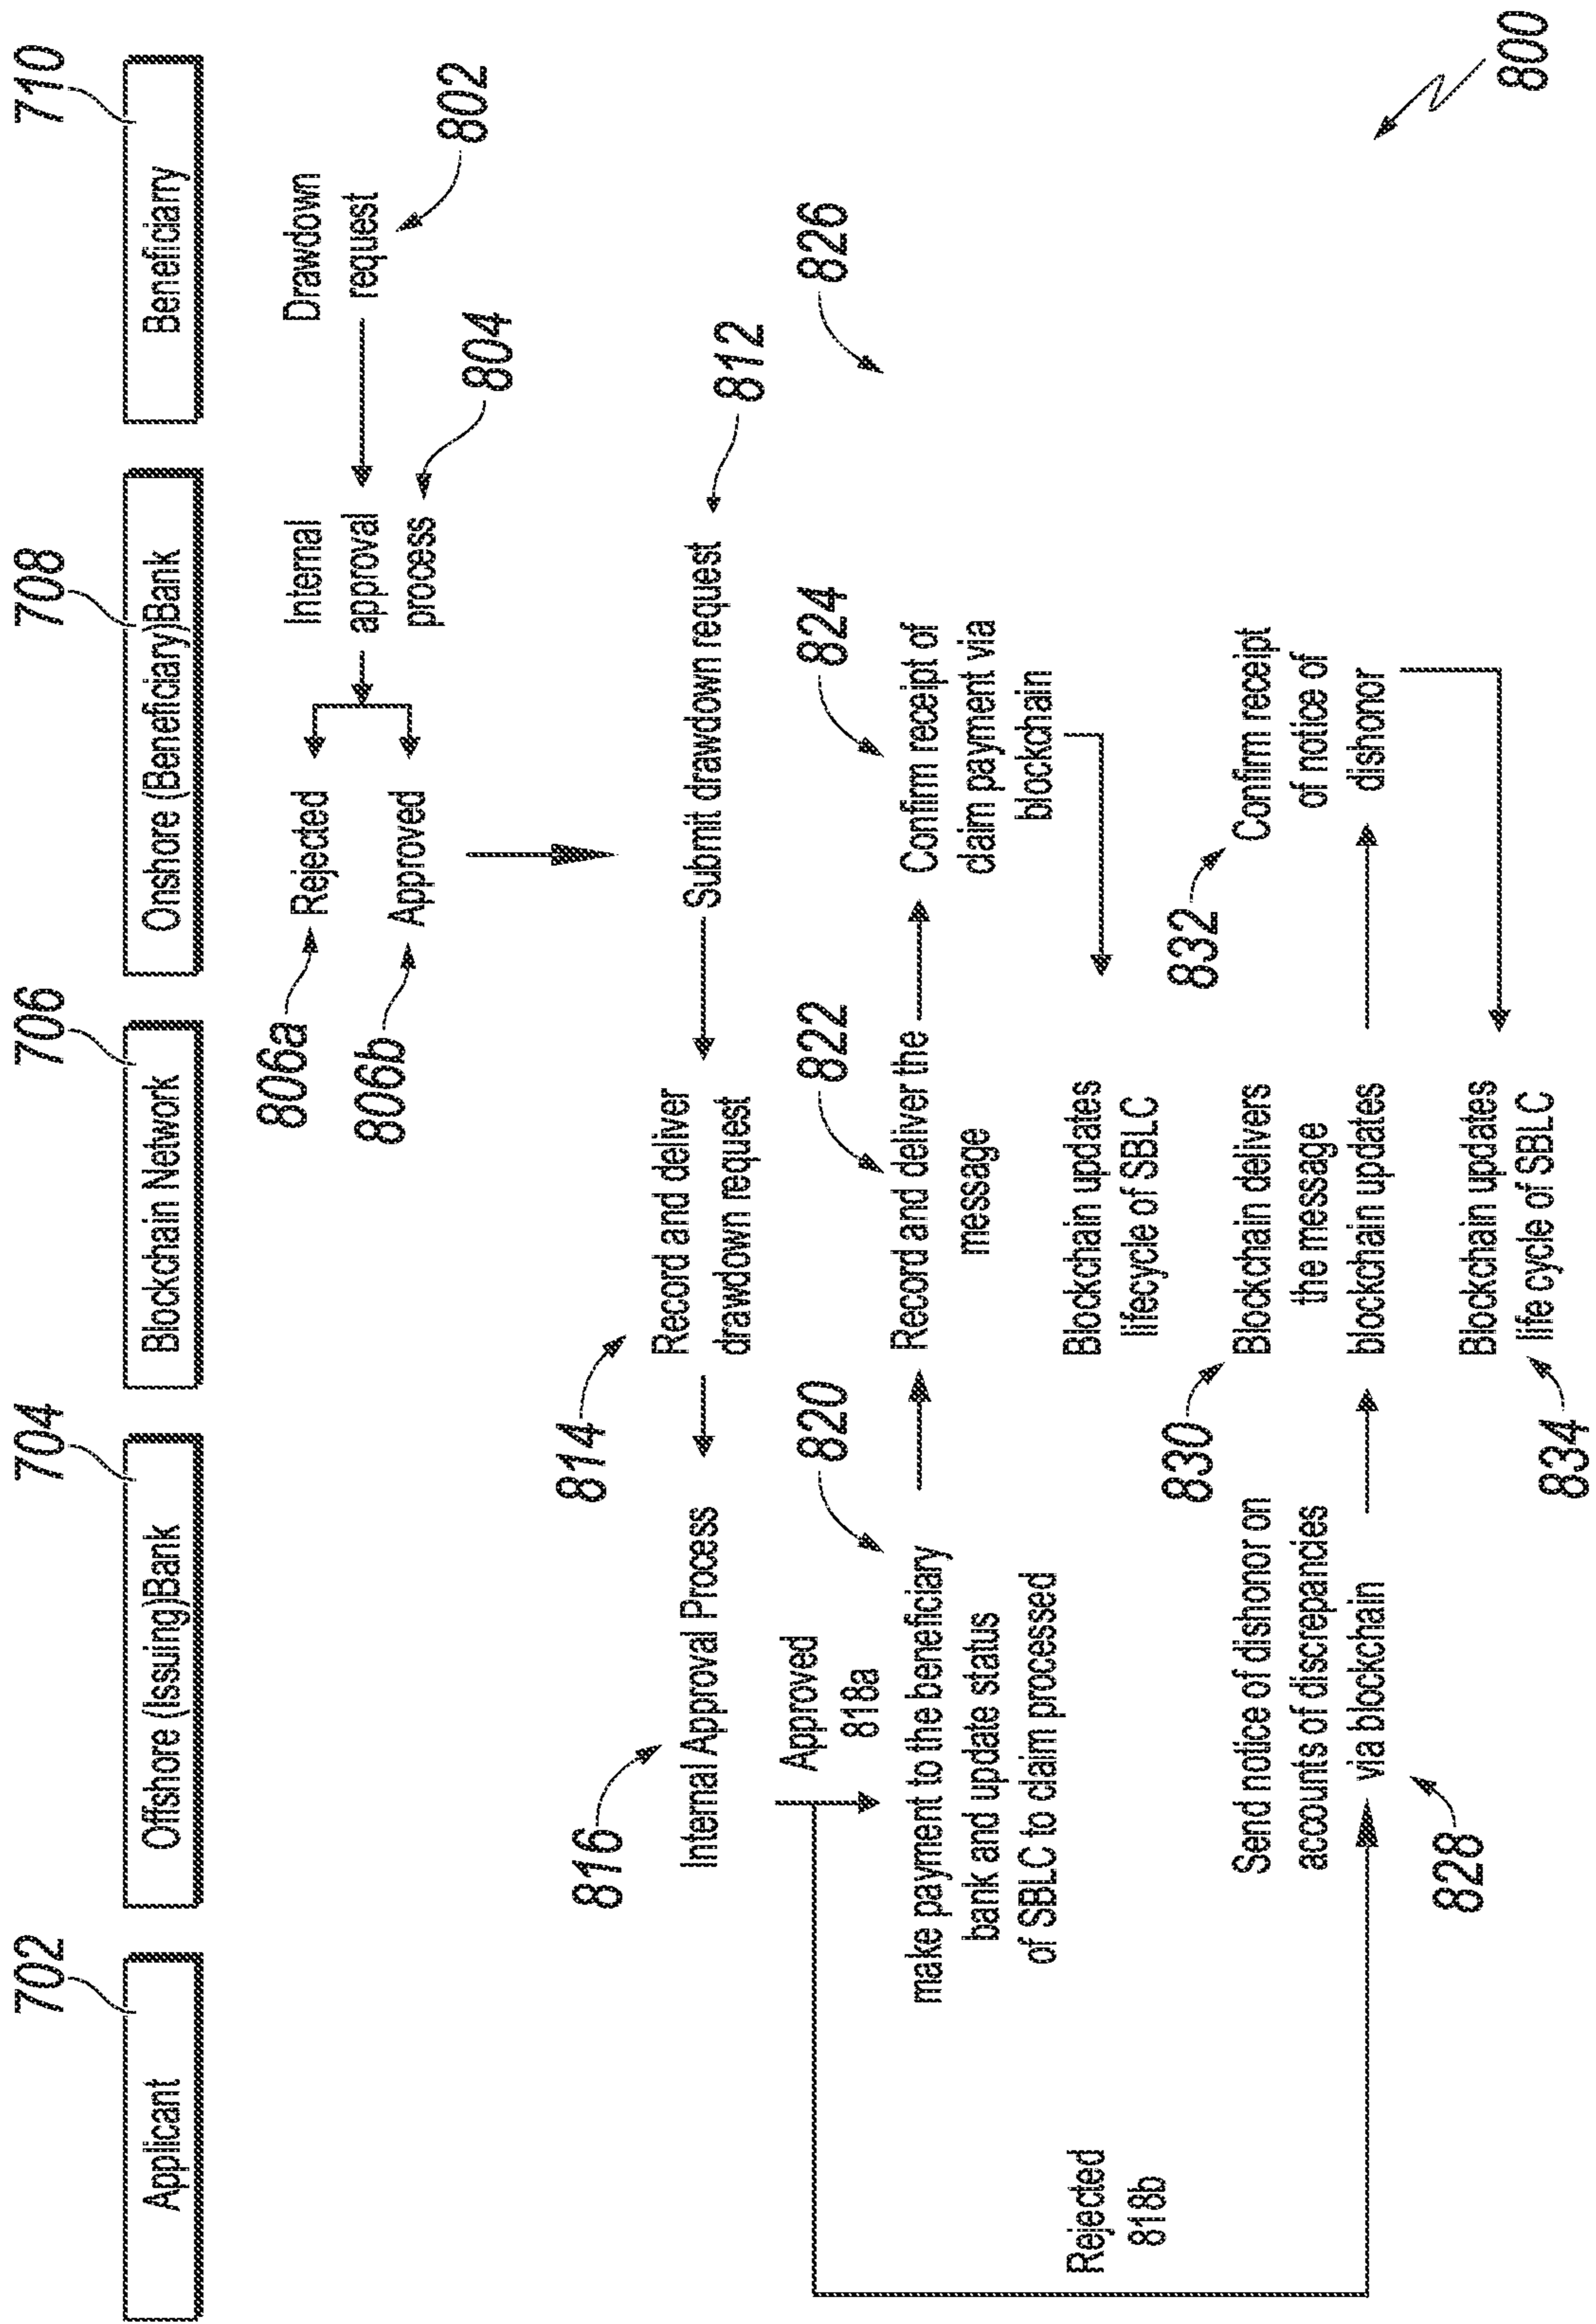 702
704
706
708
710
Applicant
Offshore (Issuing)Bank
Blockchain Network
Onshore (Beneficiary)Bank
Beneficiarry
Drawdown
request
802
Internal
approval
process
804
806a
Rejected
806b
Approved
812
Submit drawdown request
814
Record and deliver
drawdown request
816
Internal Approval Process
Approved
818a
820
make payment to the beneficiary
bank and update status
of SBLC to claim processed
822
Record and deliver the
message
824
Confirm receipt of
claim payment via
blockchain
826
Blockchain updates
lifecycle of SBLC
Rejected
818b
Send notice of dishonor on
accounts of discrepancies
via blockchain
828
830
Blockchain delivers
the message
blockchain updates
832
Confirm receipt
of notice of
dishonor
Blockchain updates
life cycle of SBLC
834
800